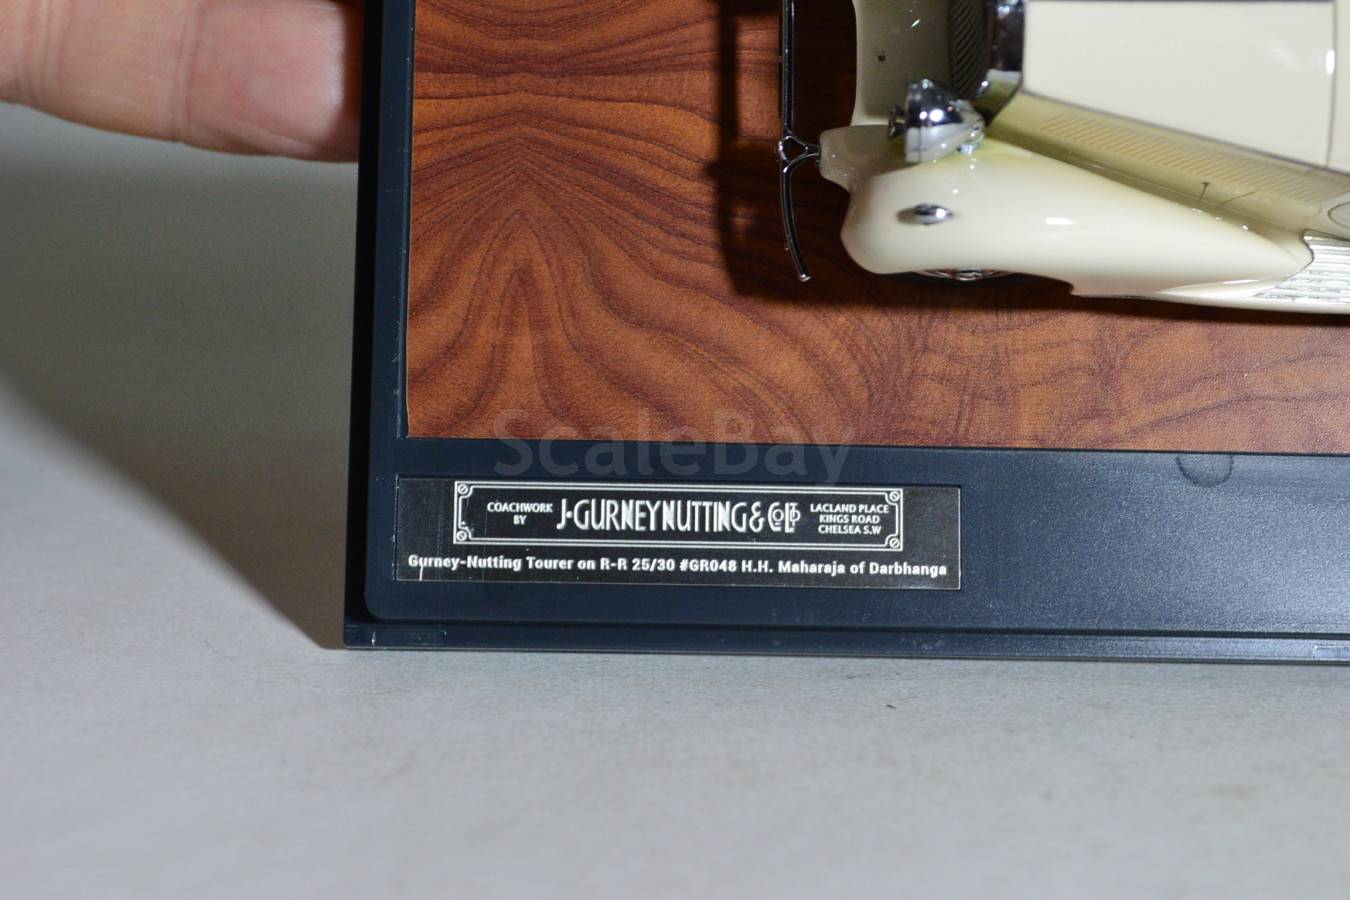 ScaleBay
COACHWORK
BY
J·GURNEY NUTTING & CO LTD
LACLAND PLACE
KINGS ROAD
CHELSEA S.W
Gurney-Nutting Tourer on R-R 25/30 #GR048 H.H. Maharaja of Darbhanga